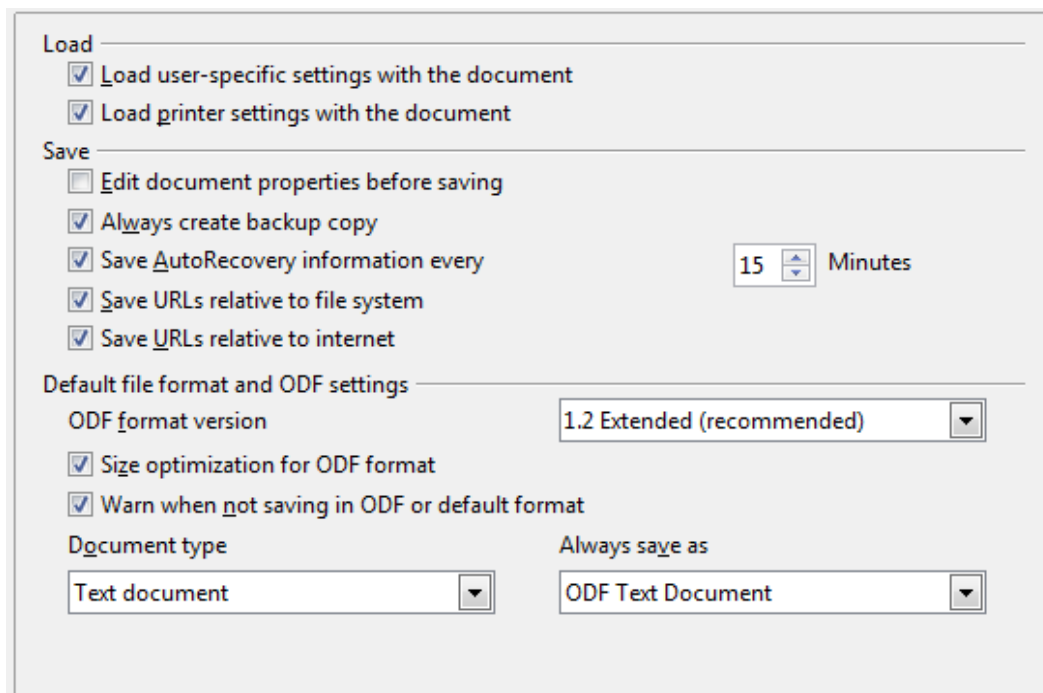 Load
Load user-specific settings with the document
Load printer settings with the document
Save
Edit document properties before saving
Always create backup copy
Save AutoRecovery information every 15 Minutes
Save URLs relative to file system
Save URLs relative to internet
Default file format and ODF settings
ODF format version 1.2 Extended (recommended)
Size optimization for ODF format
Warn when not saving in ODF or default format
Document type Always save as
Text document ODF Text Document